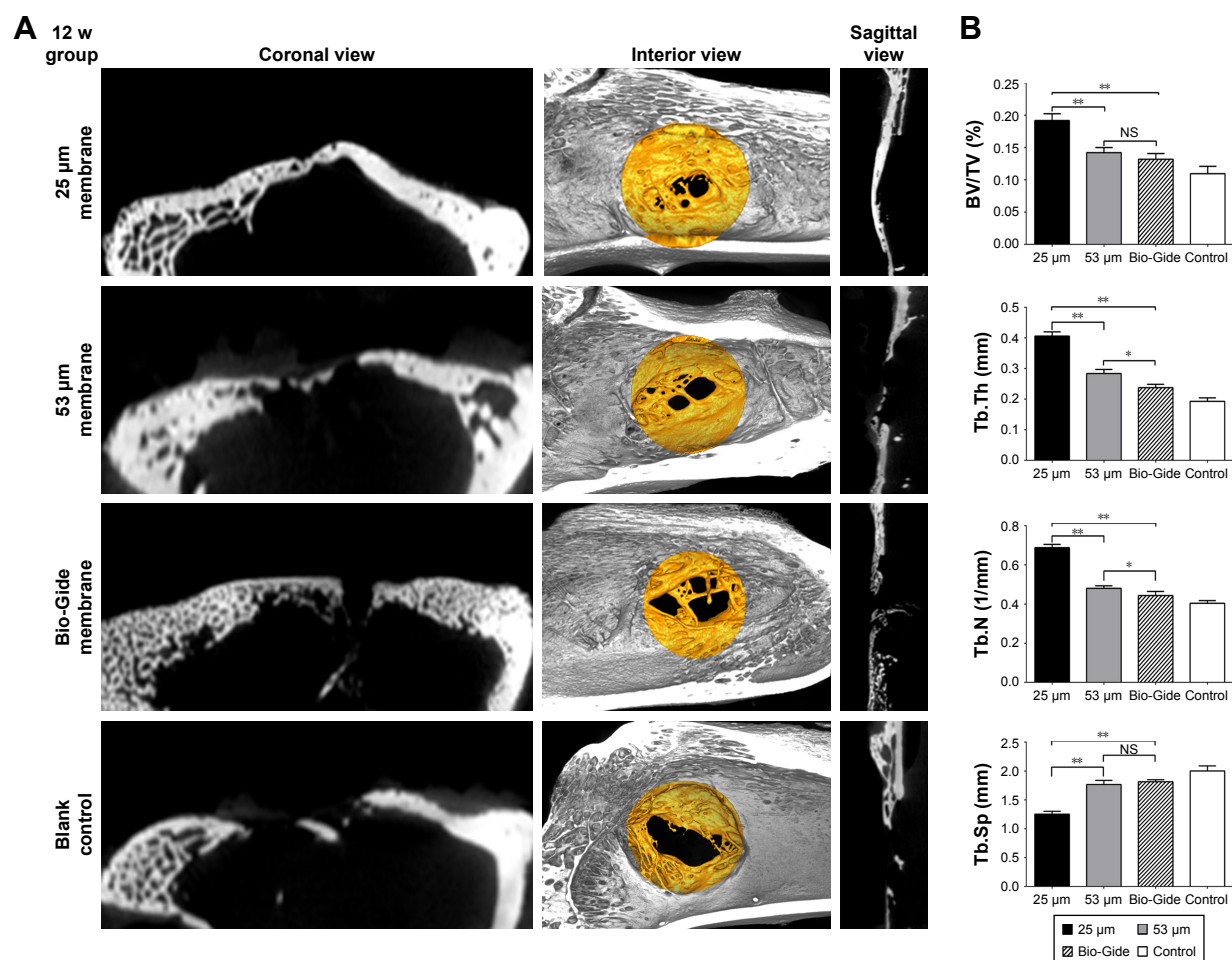 A
12 w
group
Coronal view
Interior view
Sagittal
view
25 µm
membrane
53 µm
membrane
Bio-Gide
membrane
Blank
control
B
BV/TV (%)
0.25
0.20
0.15
0.10
0.05
0.00
**
**
NS
25 µm 53 µm Bio-Gide Control
Tb.Th (mm)
0.5
0.4
0.3
0.2
0.1
0.0
**
**
*
25 µm 53 µm Bio-Gide Control
Tb.N (1/mm)
0.8
0.6
0.4
0.2
0.0
**
**
*
25 µm 53 µm Bio-Gide Control
Tb.Sp (mm)
2.5
2.0
1.5
1.0
0.5
0.0
**
**
NS
25 µm 53 µm Bio-Gide Control
25 µm 53 µm
Bio-Gide Control